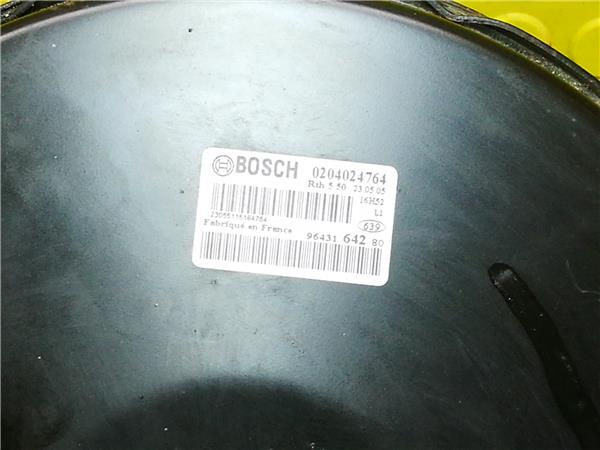 BOSCH 0204024764
Rth 5 50 23.05.05
16H52
L1
23055115164764
Fabriqué en France
639
96431 642 80